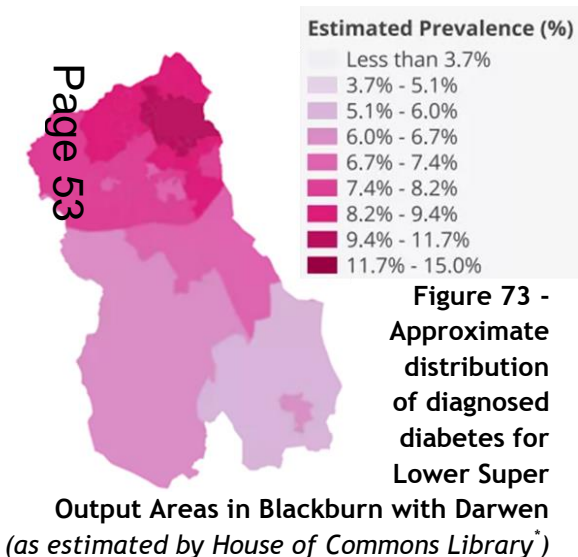 Page 53
Estimated Prevalence (%)
Less than 3.7%
3.7% - 5.1%
5.1% - 6.0%
6.0% - 6.7%
6.7% - 7.4%
7.4% - 8.2%
8.2% - 9.4%
9.4% - 11.7%
11.7% - 15.0%
Figure 73 -
Approximate
distribution
of diagnosed
diabetes for
Lower Super
Output Areas in Blackburn with Darwen
(as estimated by House of Commons Library*)